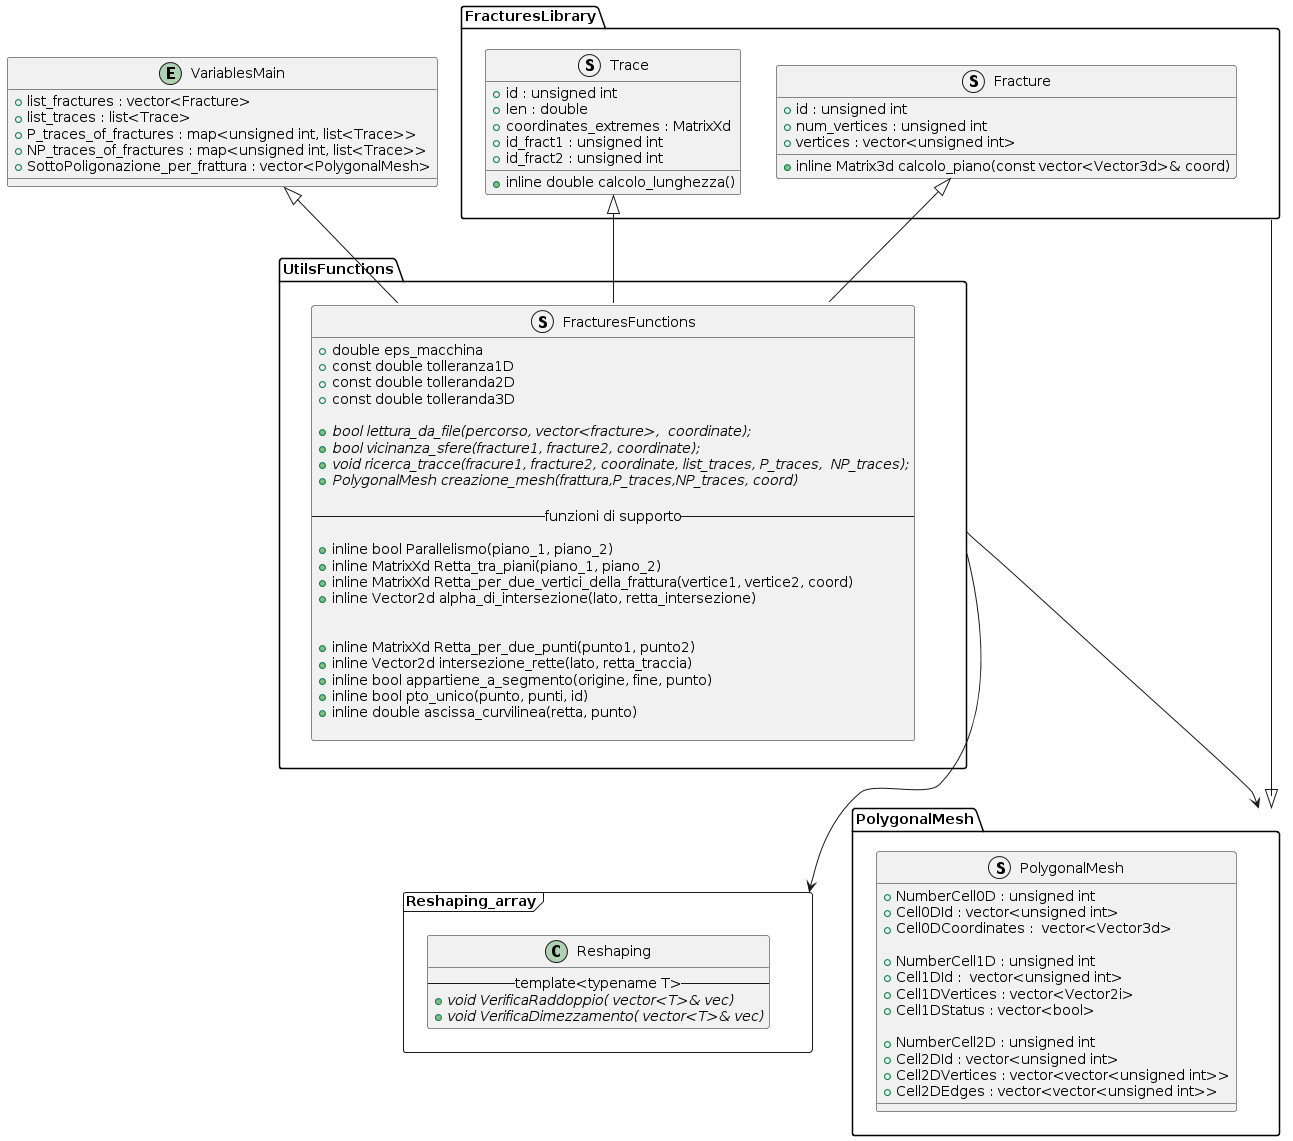 FracturesLibrary
E VariablesMain
list_fractures : vector<Fracture>
list_traces : list<Trace>
P_traces_of_fractures : map<unsigned int, list<Trace>>
NP_traces_of_fractures : map<unsigned int, list<Trace>>
SottoPoligonazione_per_frattura : vector<PolygonalMesh>
S Trace
id : unsigned int
len : double
coordinates_extremes : MatrixXd
id_fract1 : unsigned int
id_fract2 : unsigned int
inline double calcolo_lunghezza()
S Fracture
id : unsigned int
num_vertices : unsigned int
vertices : vector<unsigned int>
inline Matrix3d calcolo_piano(const vector<Vector3d>& coord)
UtilsFunctions
S FracturesFunctions
double eps_macchina
const double tolleranza1D
const double tolleranda2D
const double tolleranda3D
bool lettura_da_file(percorso, vector<fracture>,  coordinate);
bool vicinanza_sfere(fracture1, fracture2, coordinate);
void ricerca_tracce(fracure1, fracture2, coordinate, list_traces, P_traces,  NP_traces);
PolygonalMesh creazione_mesh(frattura,P_traces,NP_traces, coord)
funzioni di supporto
inline bool Parallelismo(piano_1, piano_2)
inline MatrixXd Retta_tra_piani(piano_1, piano_2)
inline MatrixXd Retta_per_due_vertici_della_frattura(vertice1, vertice2, coord)
inline Vector2d alpha_di_intersezione(lato, retta_intersezione)
inline MatrixXd Retta_per_due_punti(punto1, punto2)
inline Vector2d intersezione_rette(lato, retta_traccia)
inline bool appartiene_a_segmento(origine, fine, punto)
inline bool pto_unico(punto, punti, id)
inline double ascissa_curvilinea(retta, punto)
Reshaping_array
C Reshaping
template<typename T>
void VerificaRaddoppio( vector<T>& vec)
void VerificaDimezzamento( vector<T>& vec)
PolygonalMesh
S PolygonalMesh
NumberCell0D : unsigned int
Cell0DId : vector<unsigned int>
Cell0DCoordinates :  vector<Vector3d>
NumberCell1D : unsigned int
Cell1DId :  vector<unsigned int>
Cell1DVertices : vector<Vector2i>
Cell1DStatus : vector<bool>
NumberCell2D : unsigned int
Cell2DId : vector<unsigned int>
Cell2DVertices : vector<vector<unsigned int>>
Cell2DEdges : vector<vector<unsigned int>>